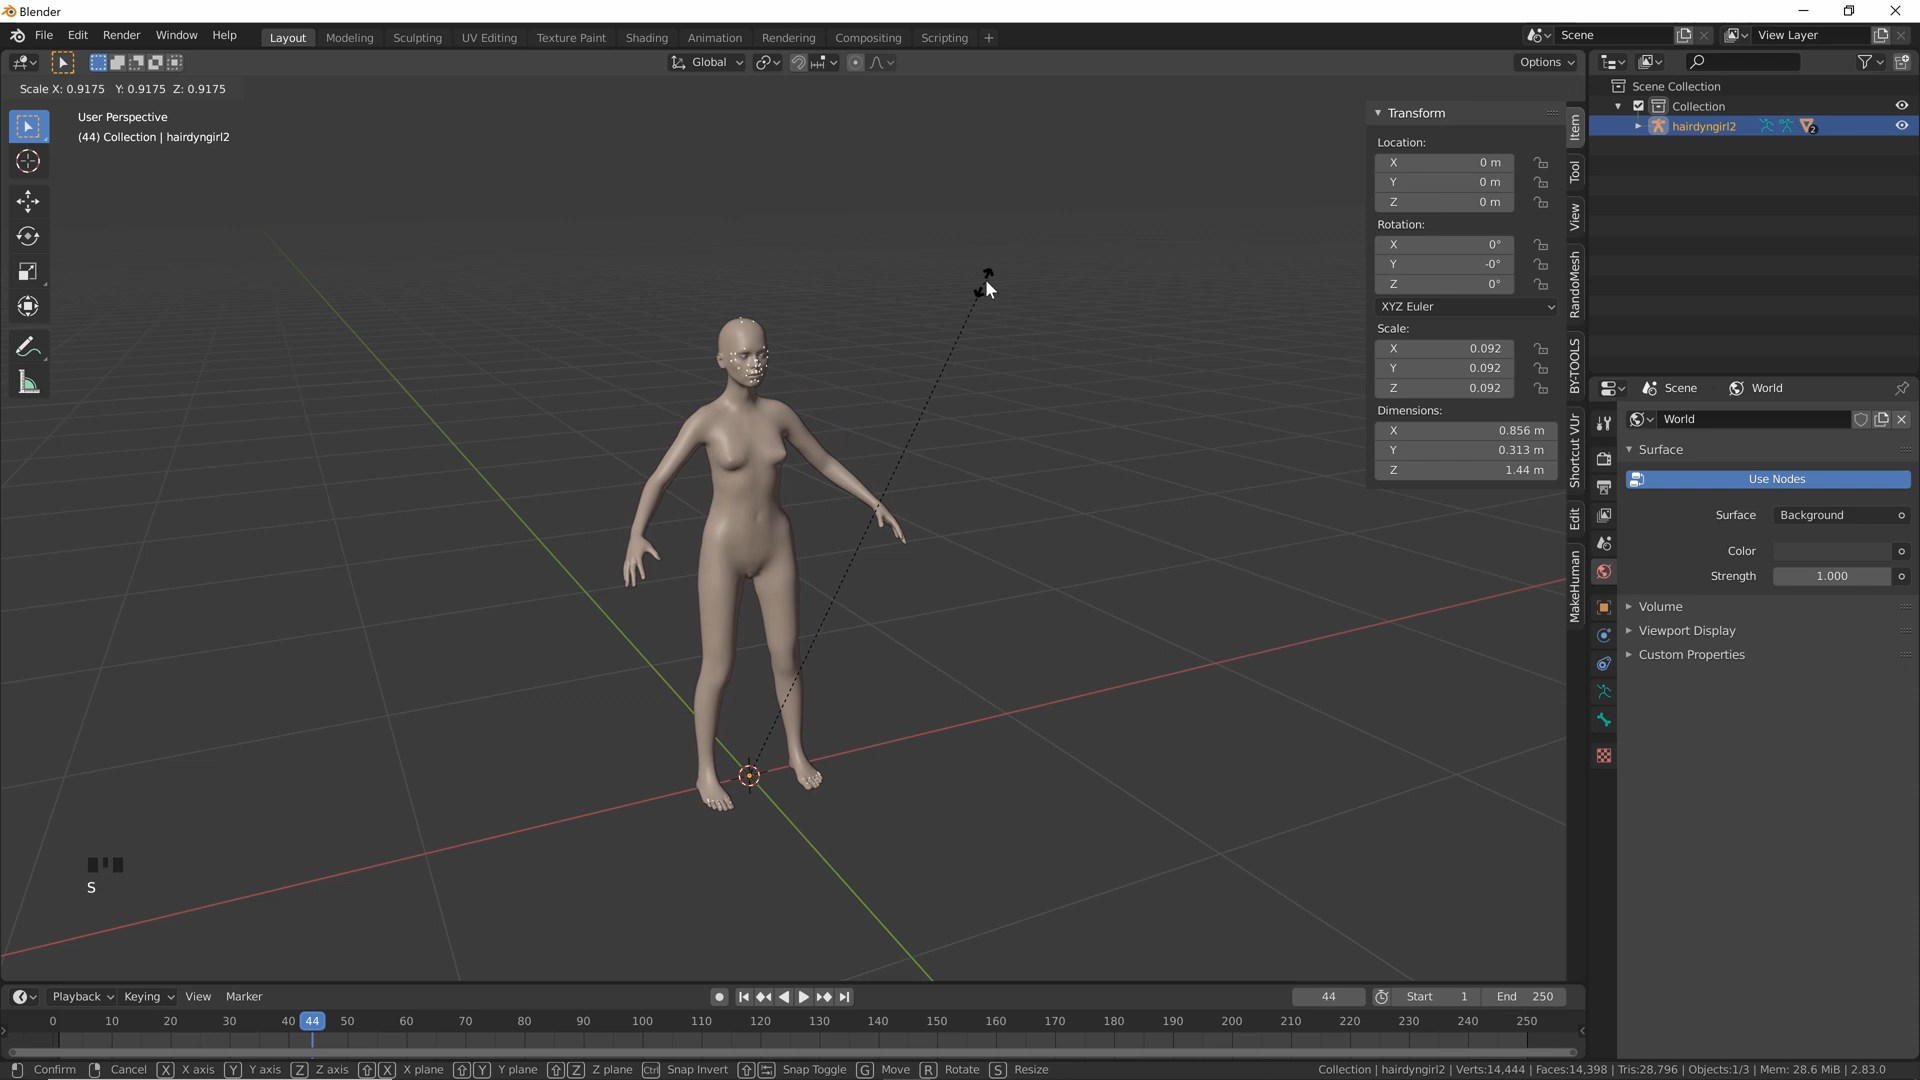 Blender
File Edit Render Window Help Layout Modeling Sculpting UV Editing Texture Paint Shading Animation Rendering Compositing Scripting + Scene View Layer
Global Options
Scale X: 0.9175 Y: 0.9175 Z: 0.9175
User Perspective
(44) Collection | hairdyngirl2
Transform
Location:
X 0 m
Y 0 m
Z 0 m
Rotation:
X 0°
Y -0°
Z 0°
XYZ Euler
Scale:
X 0.092
Y 0.092
Z 0.092
Dimensions:
X 0.856 m
Y 0.313 m
Z 1.44 m
Item
Tool
View
RandoMesh
BY-TOOLS
Shortcut VUr
Edit
MakeHuman
Scene Collection
Collection
hairdyngirl2 2
Scene World
World
Surface
Use Nodes
Surface Background
Color
Strength 1.000
Volume
Viewport Display
Custom Properties
S
Playback Keying View Marker 44 Start 1 End 250
0 10 20 30 40 44 50 60 70 80 90 100 110 120 130 140 150 160 170 180 190 200 210 220 230 240 250
Confirm Cancel X X axis Y Y axis Z Z axis X X plane Y Y plane Z Z plane Ctrl Snap Invert Snap Toggle G Move R Rotate S Resize Collection | hairdyngirl2 | Verts:14,444 | Faces:14,398 | Tris:28,796 | Objects:1/3 | Mem: 28.6 MiB | 2.83.0